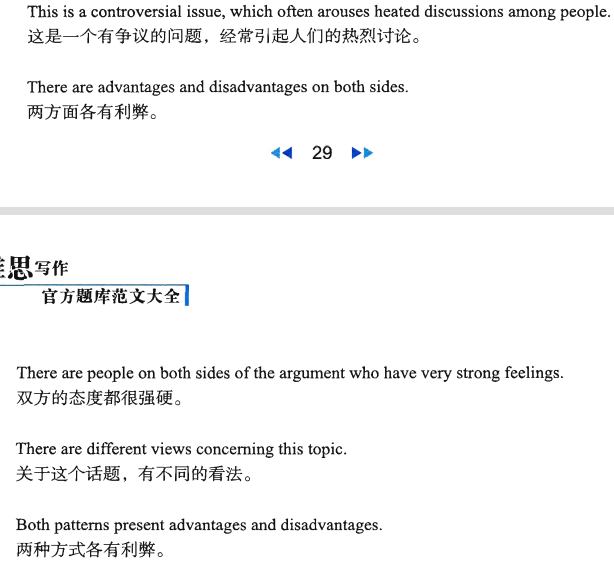 This is a controversial issue, which often arouses heated discussions among people.
这是一个有争议的问题，经常引起人们的热烈讨论。
There are advantages and disadvantages on both sides.
两方面各有利弊。
29
思写作
官方题库范文大全
There are people on both sides of the argument who have very strong feelings.
双方的态度都很强硬。
There are different views concerning this topic.
关于这个话题，有不同的看法。
Both patterns present advantages and disadvantages.
两种方式各有利弊。